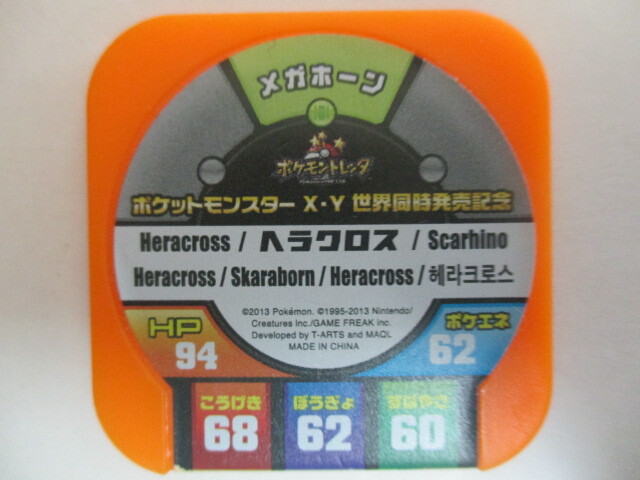 メガホーン
ポケモントレッタ
ポケットモンスター X・Y 世界同時発売記念
Heracross / ヘラクロス / Scarhino
Heracross / Skaraborn / Heracross / 헤라크로스
©2013 Pokémon. ©1995-2013 Nintendo/
Creatures Inc./GAME FREAK inc.
Developed by T-ARTS and MARVELOUS AQL
MADE IN CHINA
HP
94
ポケエネ
62
こうげき
68
ぼうぎょ
62
すばやさ
60